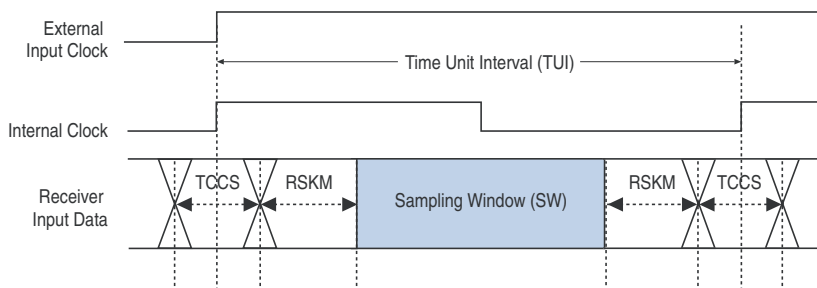 External
Input Clock
Time Unit Interval (TUI)
Internal Clock
Receiver
Input Data
TCCS
RSKM
Sampling Window (SW)
RSKM
TCCS